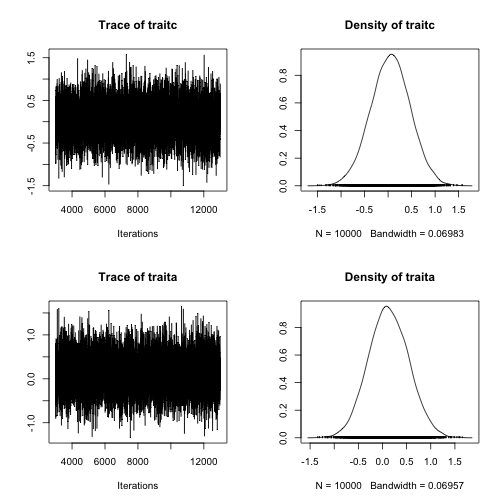 Trace of traitc
1.5
0.5
-0.5
-1.5
4000 6000 8000 12000
Iterations
Density of traitc
0.8
0.6
0.4
0.2
0.0
-1.5 -0.5 0.5 1.0 1.5
N = 10000 Bandwidth = 0.06983
Trace of traita
1.0
0.0
-1.0
4000 6000 8000 12000
Iterations
Density of traita
0.8
0.6
0.4
0.2
0.0
-1.5 -0.5 0.0 0.5 1.0 1.5
N = 10000 Bandwidth = 0.06957